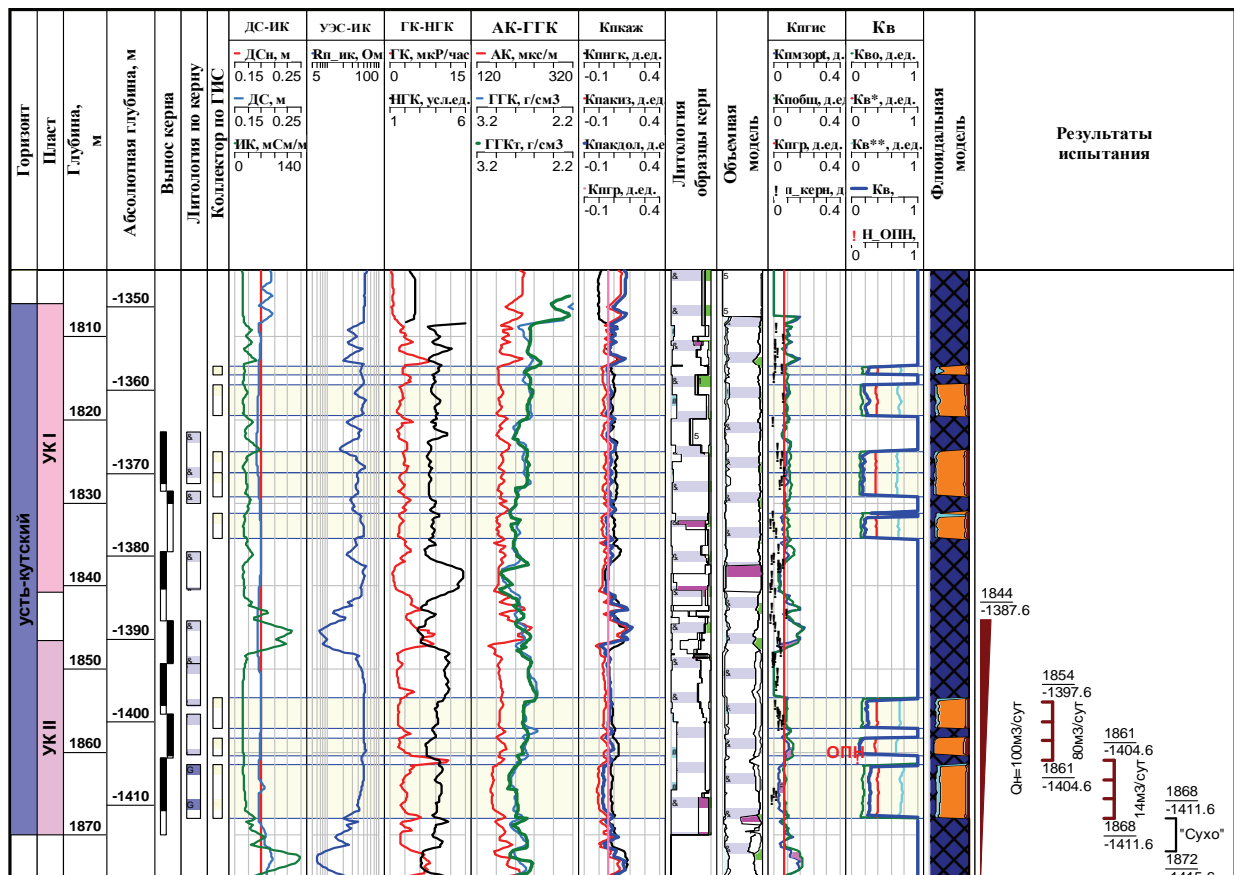 Горизонт
Пласт
Глубина,
м
Абсолютная глубина, м
Вынос керна
Литология по керну
Коллектор по ГИС
ДС-ИК
ДСн, м
0.15 0.25
ДС, м
0.15 0.25
ИК, мСм/м
0 140
УЭС-ИК
Rп_ик, Ом
5 100
ГК-НГК
ГК, мкР/час
0 15
НГК, усл.ед.
1 6
АК-ГГК
АК, мкс/м
120 320
ГГК, г/см3_
3.2 2.2
ГГКт, г/см3_
3.2 2.2
Кпкаж
Кпнгк, д.ед.
-0.1 0.4
Кпакиз, д.ед
-0.1 0.4
Кпакдол, д.е
-0.1 0.4
Кпгр, д.ед.
-0.1 0.4
Литология
образцы керн
Объемная
модель
Кпгис
Кпмзорт, д.
0 0.4
Кпобщ, д.ед
0 0.4
Кпгр, д.ед.
0 0.4
! п_керн, д
0 0.4
Кв
Кво, д.ед.
0 1
Кв*, д.ед.
0 1
Кв**, д.ед.
0 1
Кв, _
0 1
! Н_ОПН,
0 1
Флюидальная
модель
Результаты
испытания
усть-кутский
УК I
УК II
1810
1820
1830
1840
1850
1860
1870
-1350
-1360
-1370
-1380
-1390
-1400
-1410
5
5
5
ОПН
1844
-1387.6
Qн=100м3/сут
1854
-1397.6
80м3/сут
1861
-1404.6
1861
-1404.6
14м3/сут
1868
-1411.6
1868
-1411.6
"Сухо"
1872